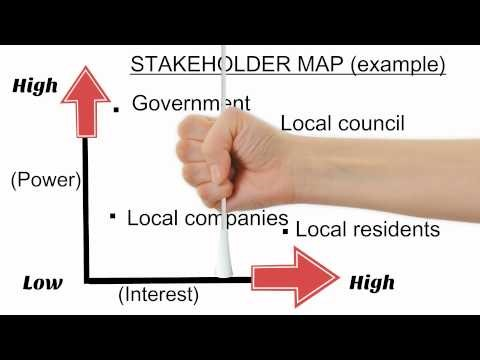 STAKEHOLDER MAP (example)
High
Government
Local council
(Power)
Local companies
Local residents
Low
(Interest)
High